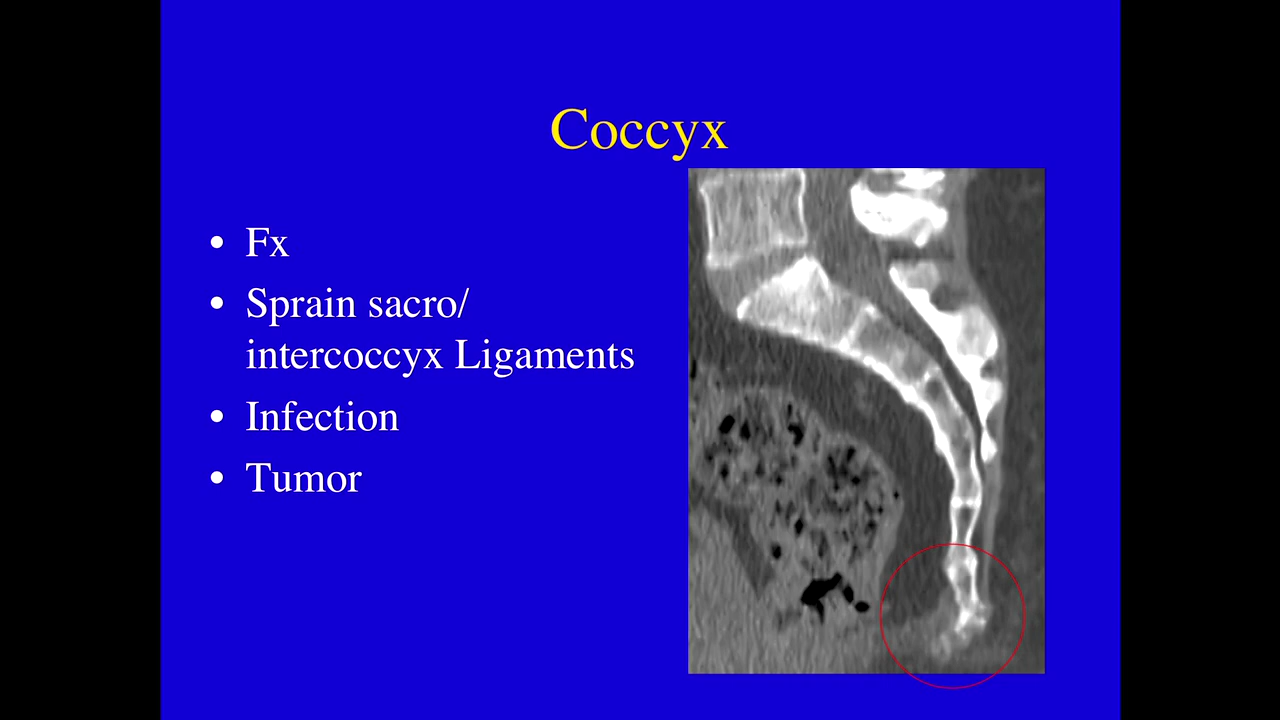 Coccyx
• Fx
• Sprain sacro/
intercoccyx Ligaments
• Infection
• Tumor